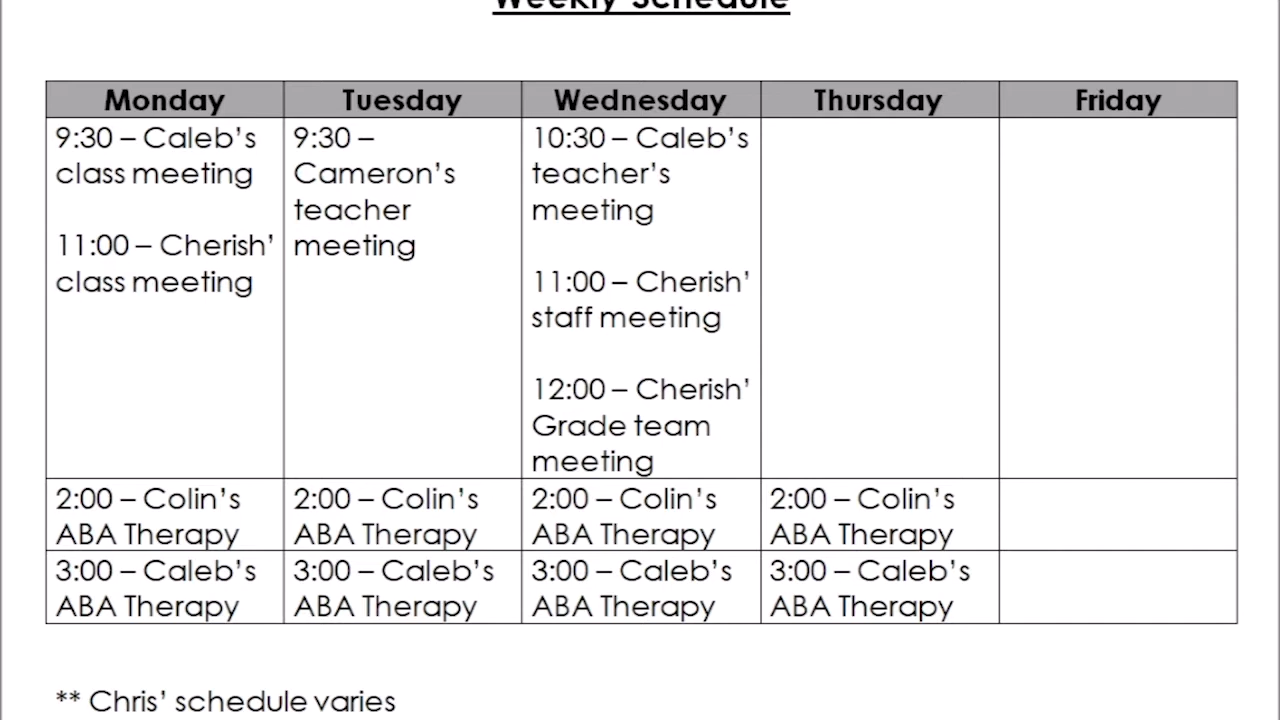 Weekly Schedule
Monday Tuesday Wednesday Thursday Friday
9:30 – Caleb’s
class meeting
11:00 – Cherish’
class meeting
9:30 –
Cameron’s
teacher
meeting
10:30 – Caleb’s
teacher’s
meeting
11:00 – Cherish’
staff meeting
12:00 – Cherish’
Grade team
meeting
2:00 – Colin’s
ABA Therapy
2:00 – Colin’s
ABA Therapy
2:00 – Colin’s
ABA Therapy
2:00 – Colin’s
ABA Therapy
3:00 – Caleb’s
ABA Therapy
3:00 – Caleb’s
ABA Therapy
3:00 – Caleb’s
ABA Therapy
3:00 – Caleb’s
ABA Therapy
** Chris’ schedule varies